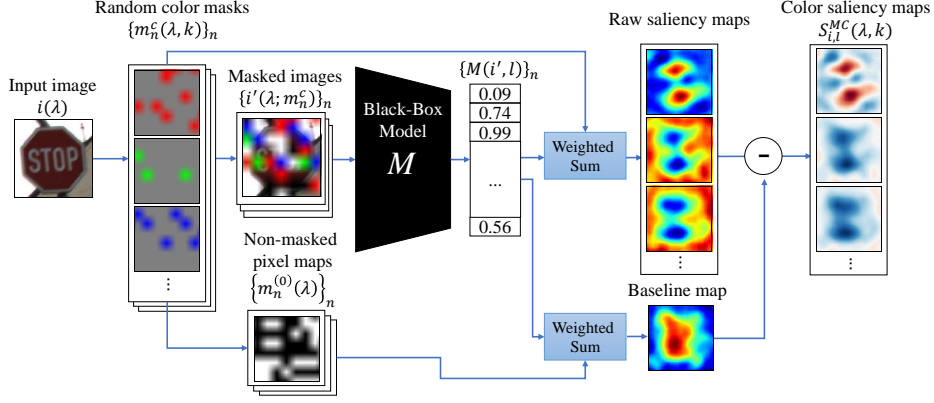 Random color masks
{m_n^c(λ, k)}_n
Input image
i(λ)
STOP
⋮
Masked images
{i′(λ; m_n^c)}_n
Non-masked
pixel maps
{m_n^{(0)}(λ)}_n
Black-Box
Model
M
{M(i′, l)}_n
0.09
0.74
0.99
...
0.56
Weighted
Sum
Weighted
Sum
Raw saliency maps
⋮
Baseline map
-
Color saliency maps
S_{i,l}^{MC}(λ, k)
⋮